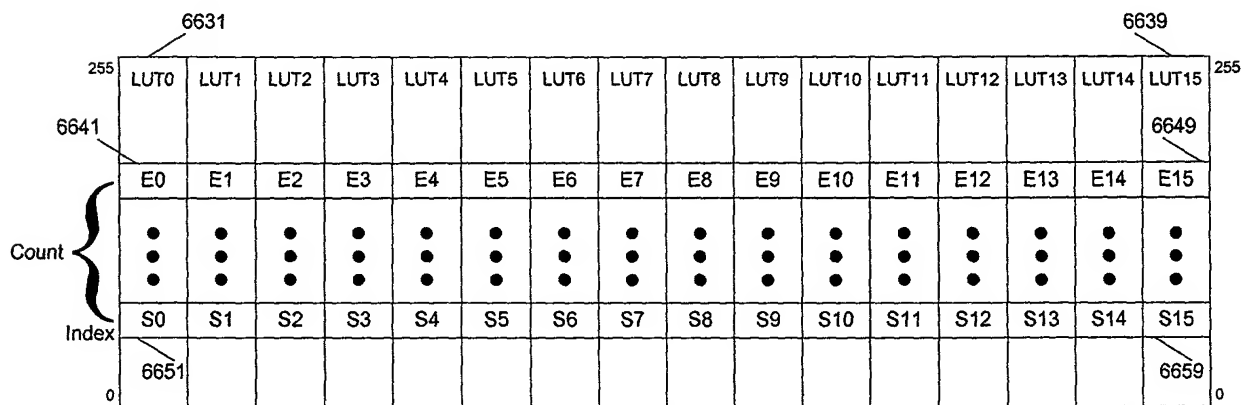 6631 6639
255 LUT0 LUT1 LUT2 LUT3 LUT4 LUT5 LUT6 LUT7 LUT8 LUT9 LUT10 LUT11 LUT12 LUT13 LUT14 LUT15 255
6641 6649
E0 E1 E2 E3 E4 E5 E6 E7 E8 E9 E10 E11 E12 E13 E14 E15
Count
Index S0 S1 S2 S3 S4 S5 S6 S7 S8 S9 S10 S11 S12 S13 S14 S15
6651 6659
0 0